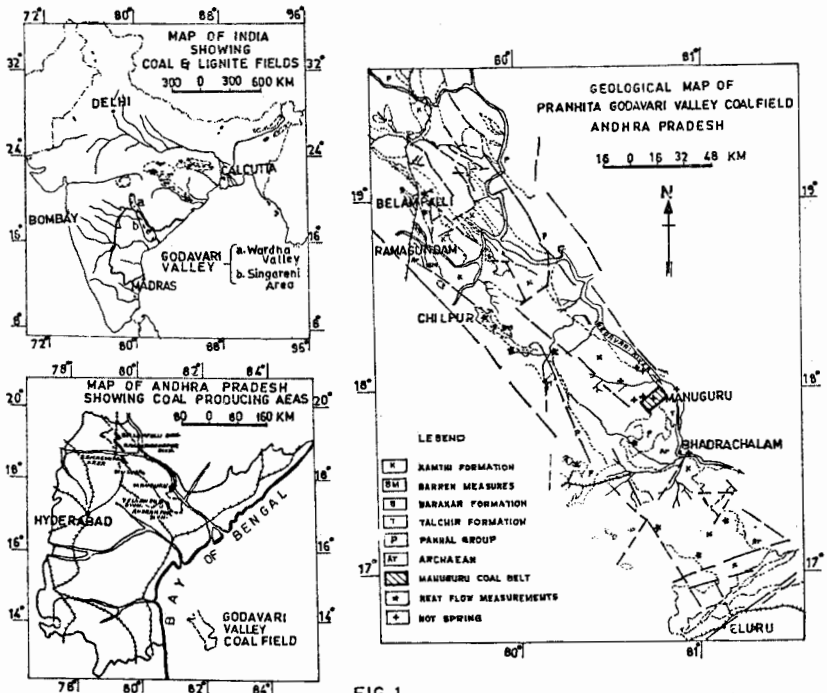 72° 80 88 96
MAP OF INDIA
SHOWING
COAL & LIGNITE FIELDS
300 0 300 600 KM
32° 32°
DELHI
24° 24°
CALCUTTA
BOMBAY
a
b
16° 16°
GODAVARI
VALLEY
a. Wardha
Valley
b. Singareni
Area
MADRAS
8° 8°
72° 80 88° 96
78° 80° 82° 84°
MAP OF ANDHRA PRADESH
SHOWING COAL PRODUCING AEAS
80 0 80 160 KM
20° 20°
18° 18°
HYDERABAD
16° 16°
BAY OF BENGAL
14° 14°
GODAVARI
VALLEY
COAL FIELD
78° 80° 82° 84°
80° 81°
GEOLOGICAL MAP OF
PRANHITA GODAVARI VALLEY COALFIELD
ANDHRA PRADESH
16 0 16 32 48 KM
N
19° 19°
BELAMPALLI
RAMAGUNDAM
CHILPUR
GODAVARI RIVER
18° 18°
MANUGURU
BHADRACHALAM
LEGEND
K KAMTHI FORMATION
BM BARREN MEASURES
B BARAKAR FORMATION
T TALCHIR FORMATION
P PAKHAL GROUP
Ar ARCHAEAN
MANUGURU COAL BELT
HEAT FLOW MEASUREMENTS
HOT SPRING
17° 17°
ELURU
80° 81°
FIG 1